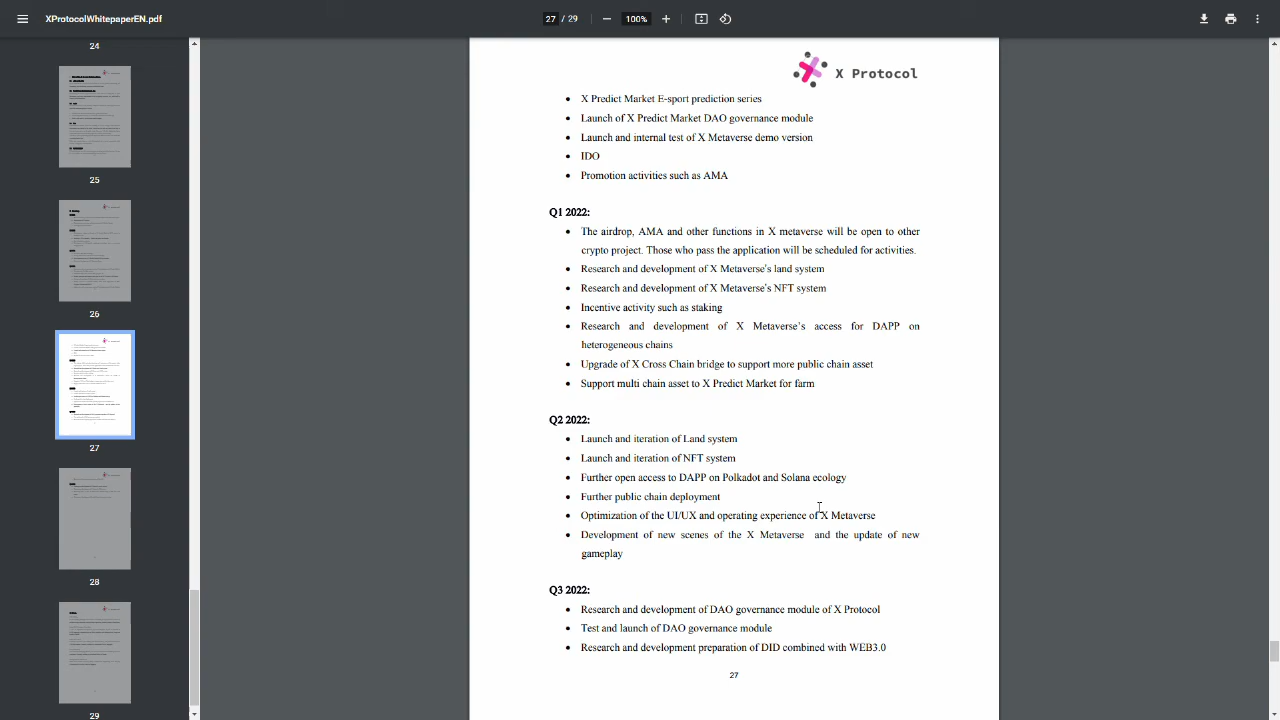 XProtocolWhitepaperEN.pdf
27 / 29
100%
24
25
26
27
28
29
X Protocol
• X Predict Market E-sport prediction series
• Launch of X Predict Market DAO governance module
• Launch and internal test of X Metaverse demo version
• IDO
• Promotion activities such as AMA
Q1 2022:
• The airdrop, AMA and other functions in X metaverse will be open to other
crypto project. Those who pass the application will be scheduled for activities.
• Research and development of X Metaverse's land system
• Research and development of X Metaverse's NFT system
• Incentive activity such as staking
• Research and development of X Metaverse's access for DAPP on
heterogeneous chains
• Upgrade of X Cross Chain bridge to support more public chain asset
• Support multi chain asset to X Predict Market for farm
Q2 2022:
• Launch and iteration of Land system
• Launch and iteration of NFT system
• Further open access to DAPP on Polkadot and Solana ecology
• Further public chain deployment
• Optimization of the UI/UX and operating experience of X Metaverse
• Development of new scenes of the X Metaverse and the update of new
gameplay
Q3 2022:
• Research and development of DAO governance module of X Protocol
• Test and launch of DAO governance module
• Research and development preparation of DID combined with WEB3.0
27